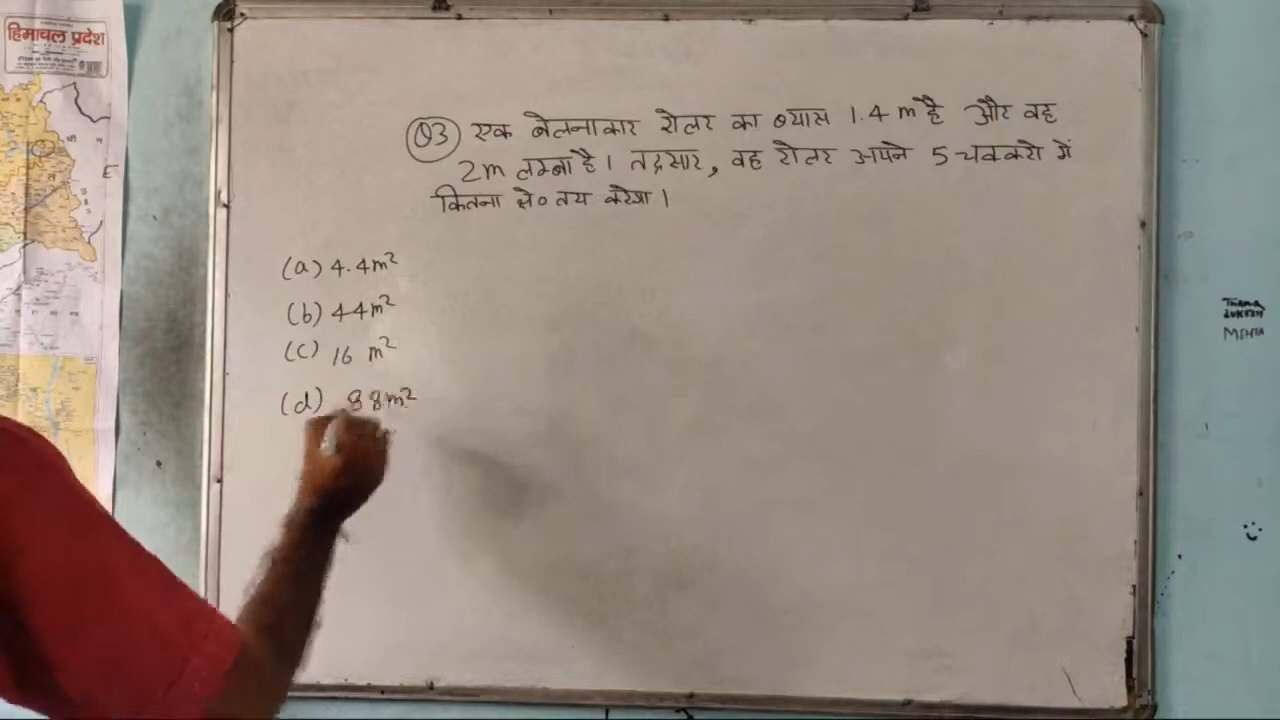 हिमाचल प्रदेश
Q3 एक बेलनाकार रोलर का व्यास 1.4 m है और वह
2m लम्बा है। तद्नुसार, वह रोलर अपने 5 चक्करो में
कितना क्षे० तय करेगा।
(a) 4.4m²
(b) 44m²
(c) 16 m²
(d) 88m²
MEHTA